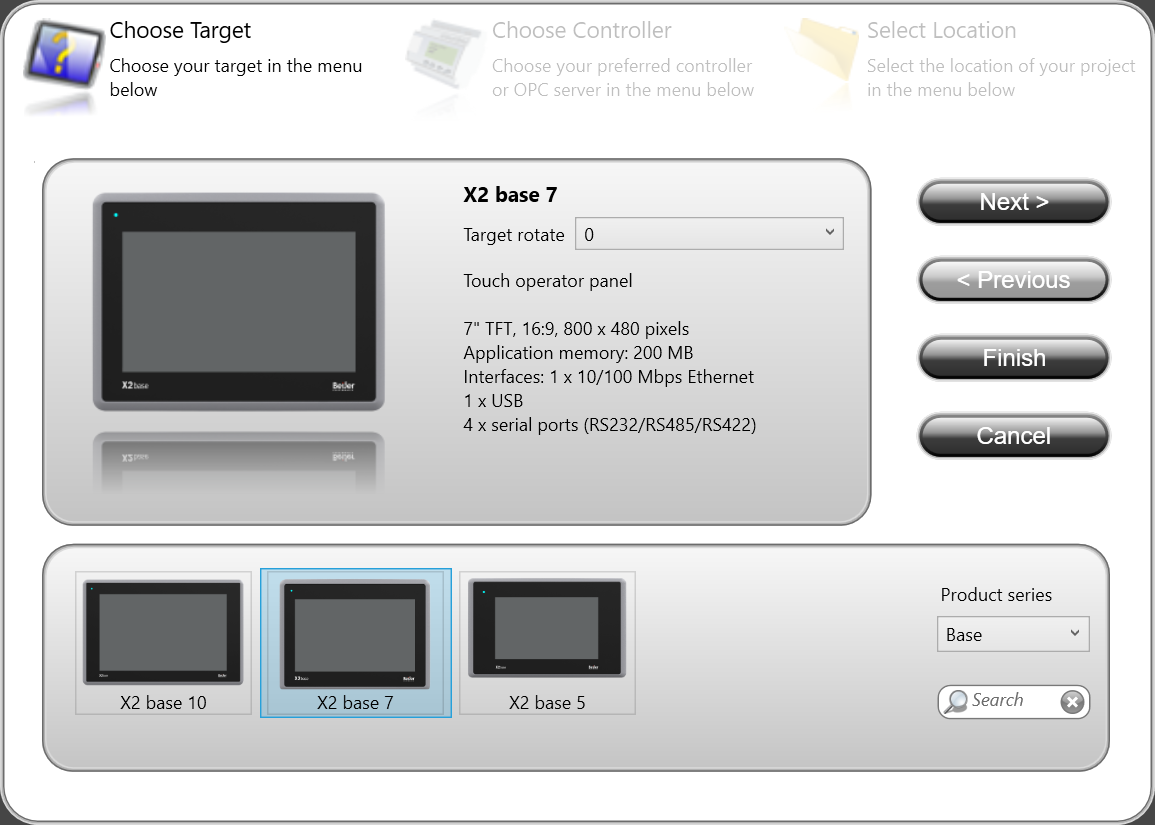 Choose Target
Choose your target in the menu
below
Choose Controller
Choose your preferred controller
or OPC server in the menu below
Select Location
Select the location of your project
in the menu below
X2 base 7
Target rotate
0
Touch operator panel
7" TFT, 16:9, 800 x 480 pixels
Application memory: 200 MB
Interfaces: 1 x 10/100 Mbps Ethernet
1 x USB
4 x serial ports (RS232/RS485/RS422)
X2 base
Next >
< Previous
Finish
Cancel
X2 base 10
X2 base 7
X2 base 5
Product series
Base
Search